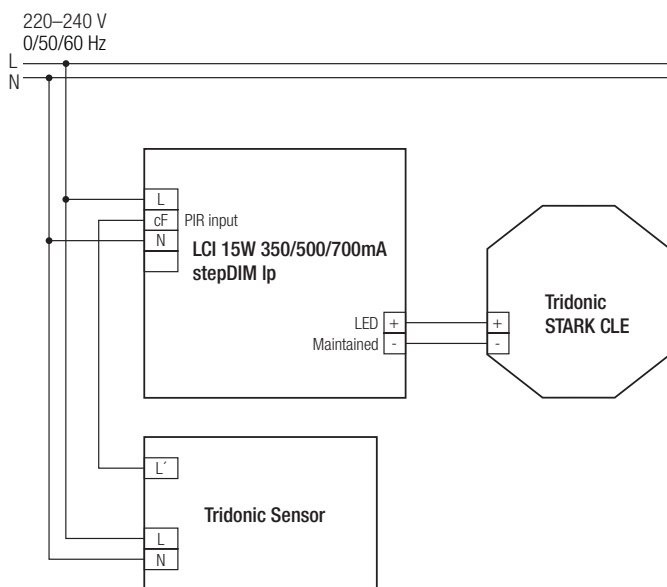 220–240 V
0/50/60 Hz
L
N
L
cF PIR input
N
LCI 15W 350/500/700mA
stepDIM lp
LED + +
Maintained - -
Tridonic
STARK CLE
L´
Tridonic Sensor
L
N